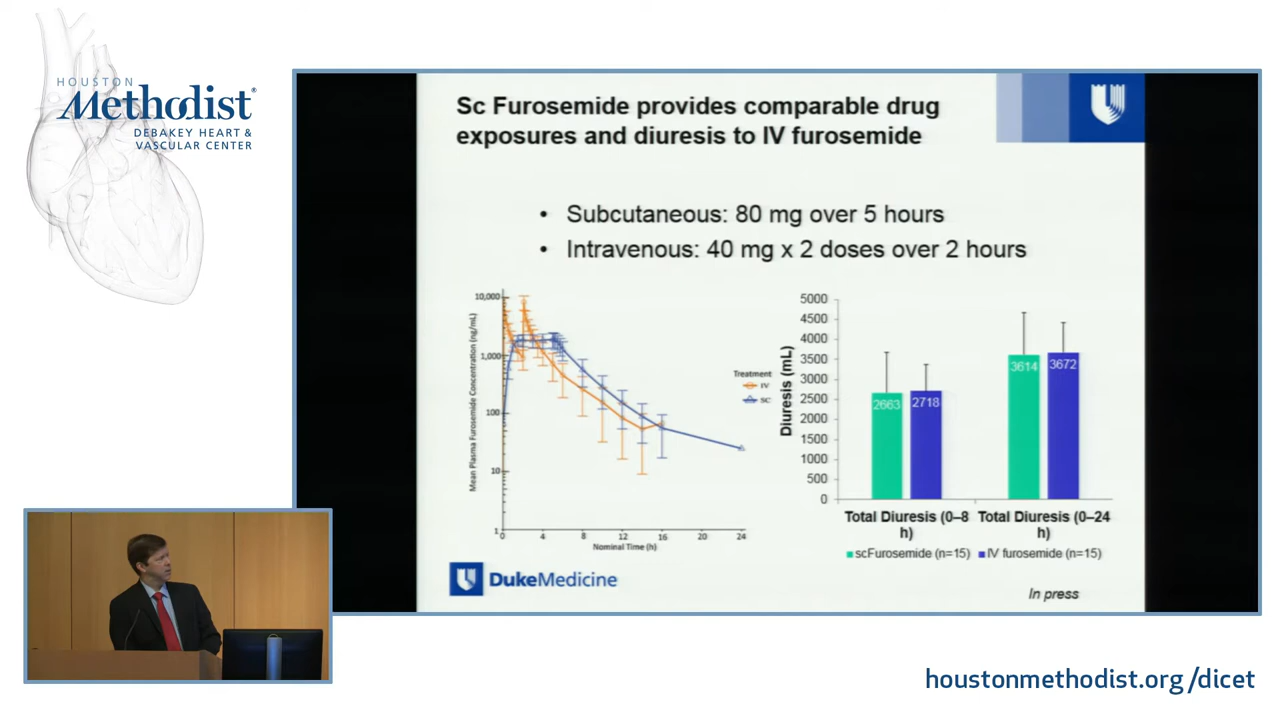 HOUSTON
Methodist®
DEBAKEY HEART &
VASCULAR CENTER
Sc Furosemide provides comparable drug
exposures and diuresis to IV furosemide
• Subcutaneous: 80 mg over 5 hours
• Intravenous: 40 mg x 2 doses over 2 hours
Mean Plasma Furosemide Concentration (ng/mL)
10,000
1,000
100
10
1
0 4 8 12 16 20 24
Nominal Time (h)
Treatment
IV
SC
Diuresis (mL)
5000
4500
4000
3500
3000
2500
2000
1500
1000
500
0
2663 2718 3614 3672
Total Diuresis (0–8 h)
Total Diuresis (0–24 h)
scFurosemide (n=15) IV furosemide (n=15)
DukeMedicine
In press
houstonmethodist.org/dicet